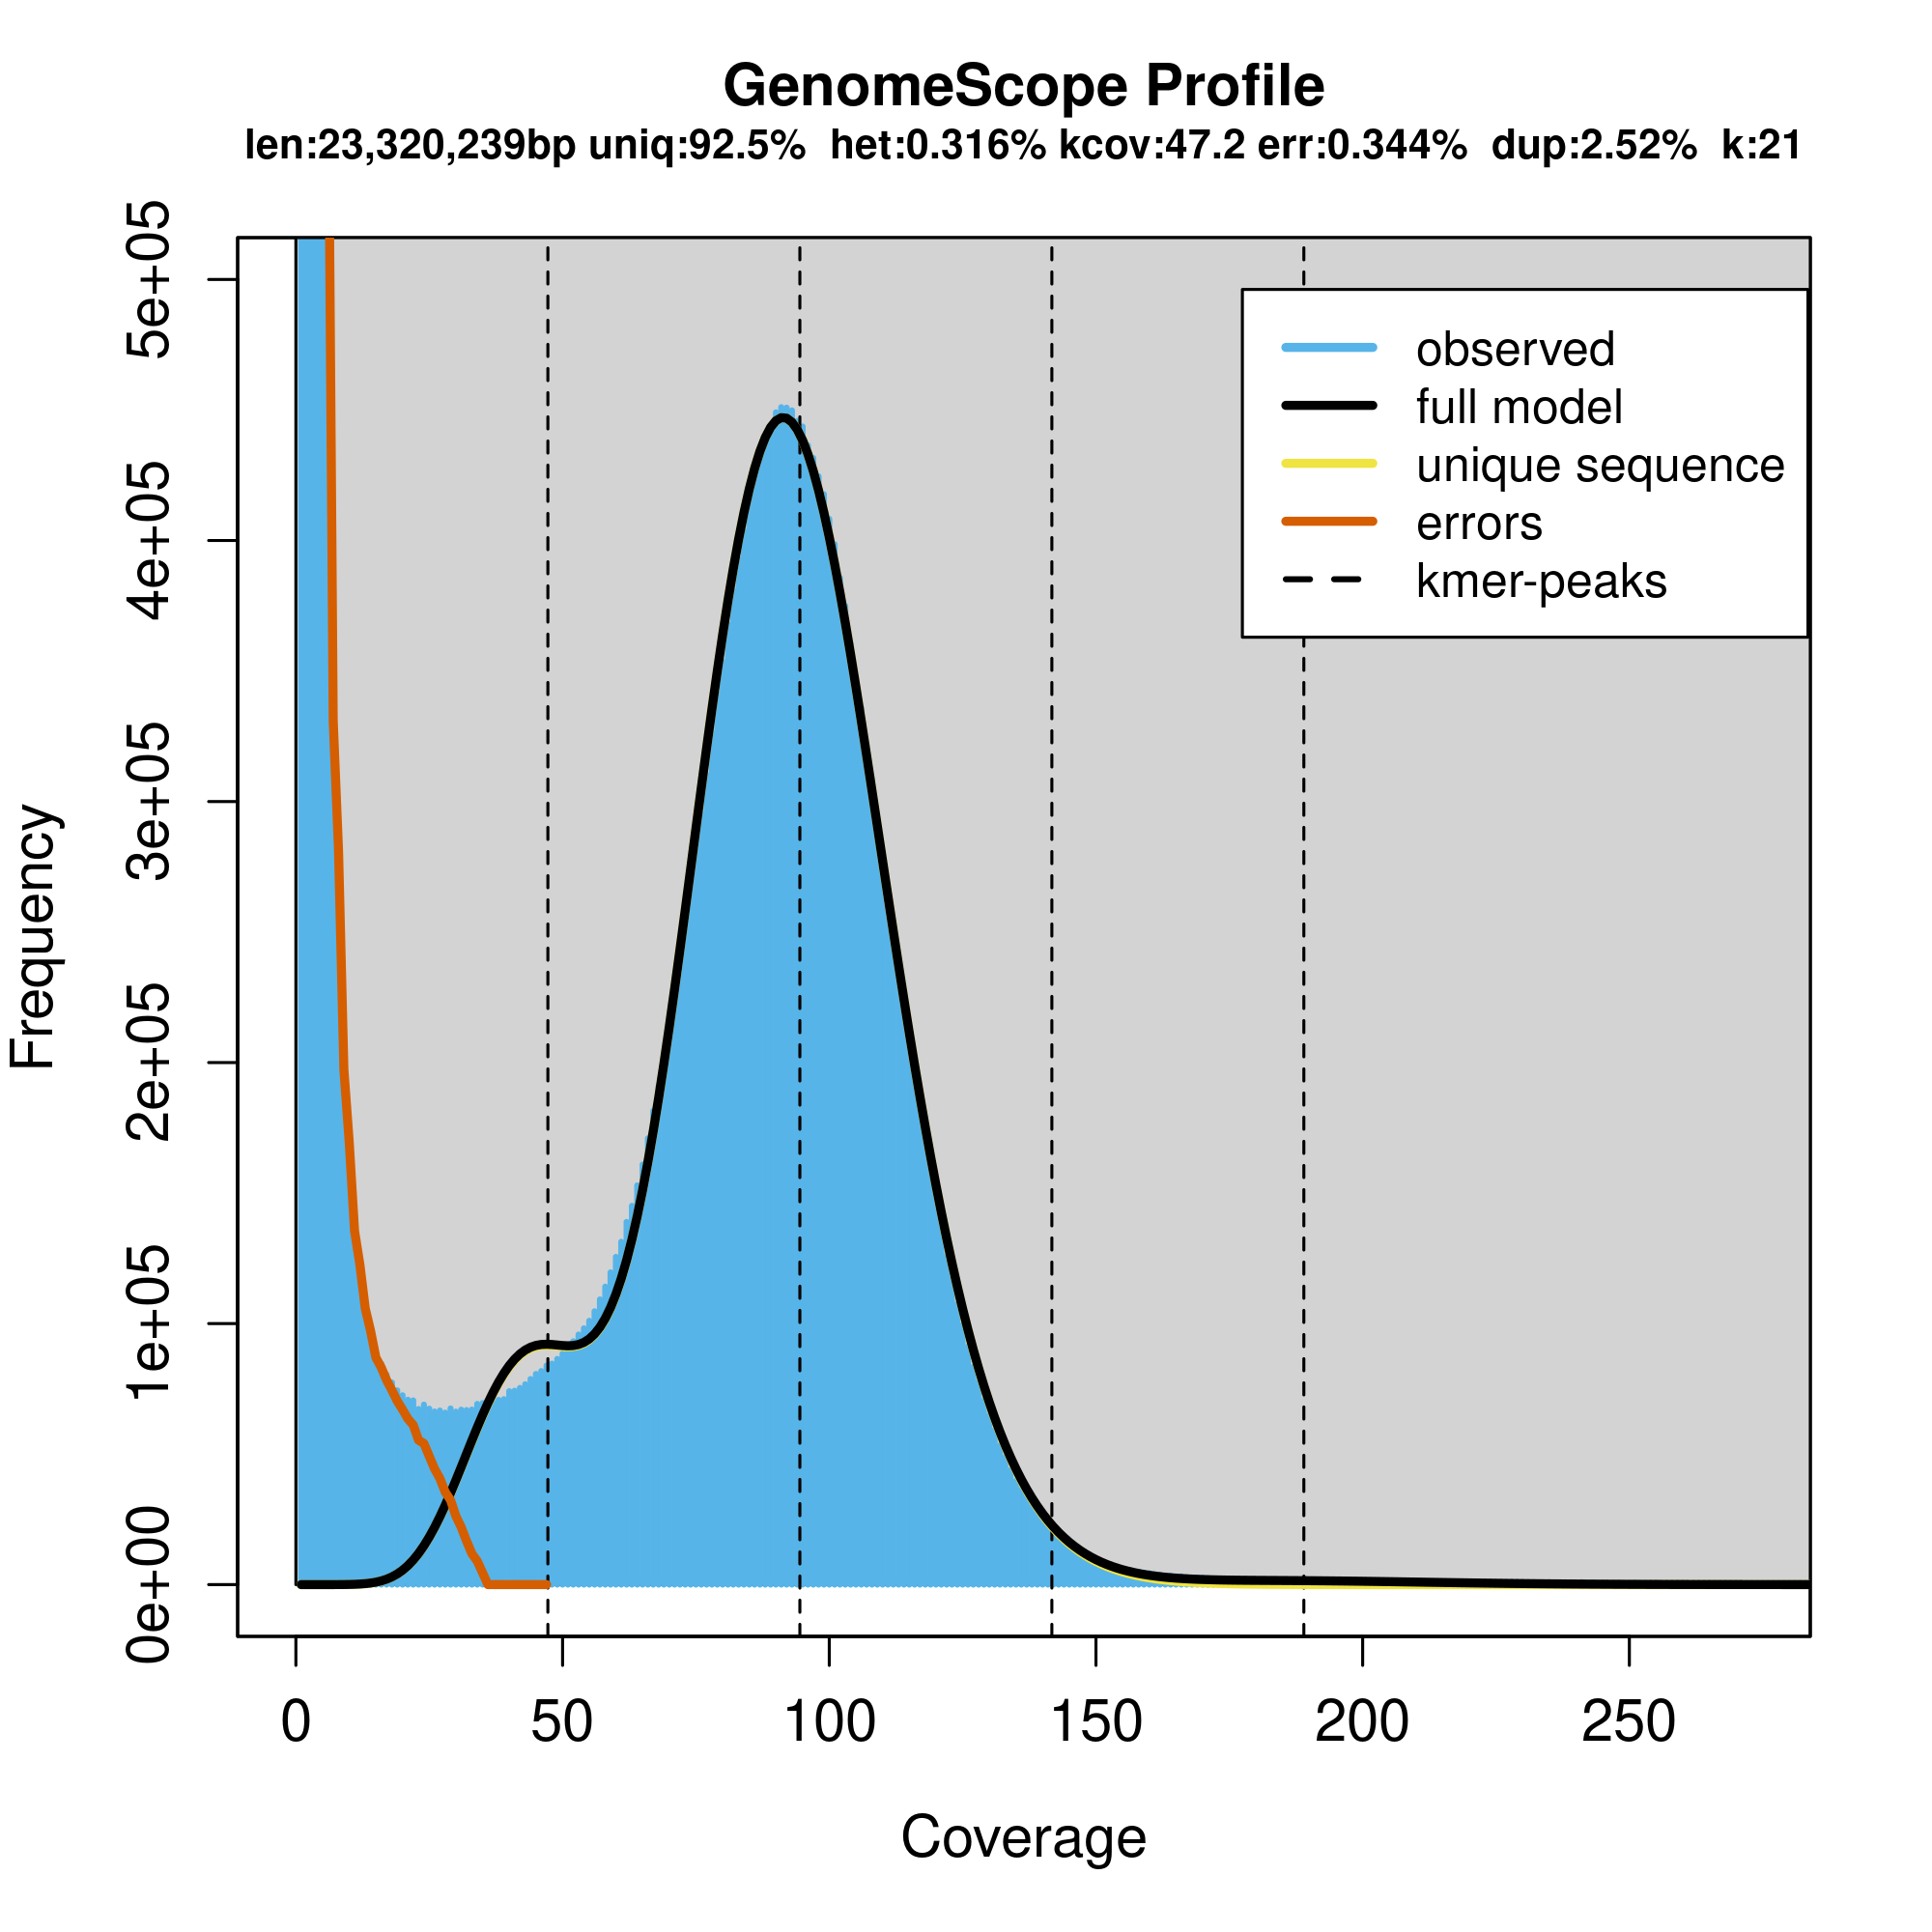 GenomeScope Profile
len:23,320,239bp uniq:92.5% het:0.316% kcov:47.2 err:0.344% dup:2.52% k:21
5e+05
4e+05
3e+05
2e+05
1e+05
0e+00
Frequency
observed
full model
unique sequence
errors
kmer-peaks
0 50 100 150 200 250
Coverage